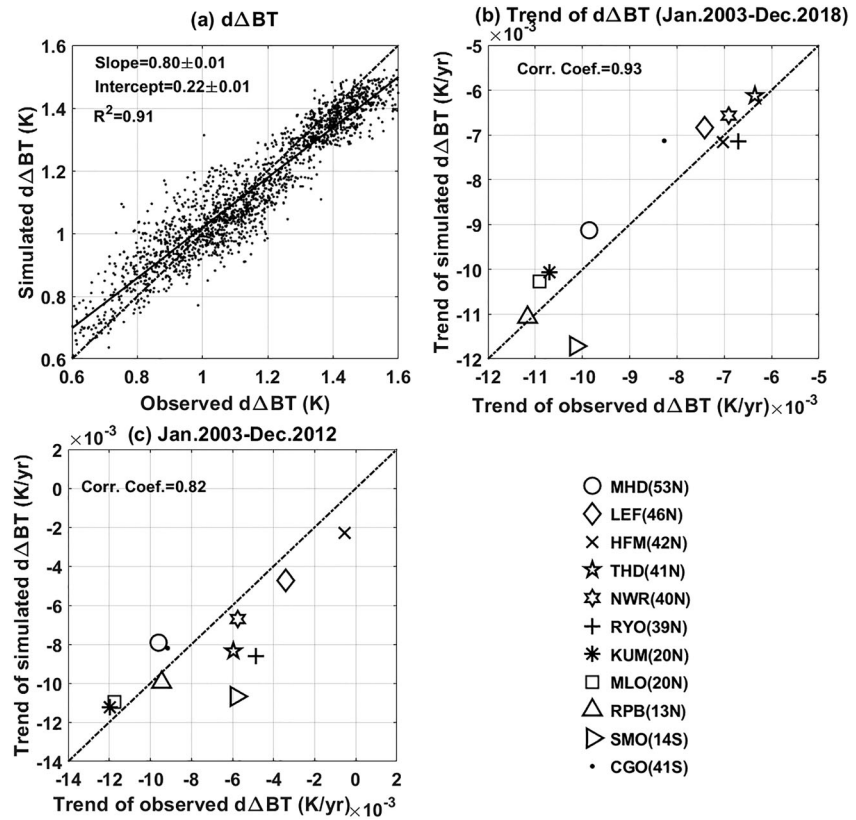 (a) dΔBT
Slope=0.80±0.01
Intercept=0.22±0.01
R²=0.91
Simulated dΔBT (K)
1.6
1.4
1.2
1
0.8
0.6
0.6 0.8 1 1.2 1.4 1.6
Observed dΔBT (K)
(b) Trend of dΔBT (Jan.2003-Dec.2018)
×10⁻³
Corr. Coef.=0.93
Trend of simulated dΔBT (K/yr)
-5
-6
-7
-8
-9
-10
-11
-12
-12 -11 -10 -9 -8 -7 -6 -5
Trend of observed dΔBT (K/yr)×10⁻³
(c) Jan.2003-Dec.2012
×10⁻³
Corr. Coef.=0.82
Trend of simulated dΔBT (K/yr)
2
0
-2
-4
-6
-8
-10
-12
-14
-14 -12 -10 -8 -6 -4 -2 0 2
Trend of observed dΔBT (K/yr)×10⁻³
MHD(53N)
LEF(46N)
HFM(42N)
THD(41N)
NWR(40N)
RYO(39N)
KUM(20N)
MLO(20N)
RPB(13N)
SMO(14S)
CGO(41S)